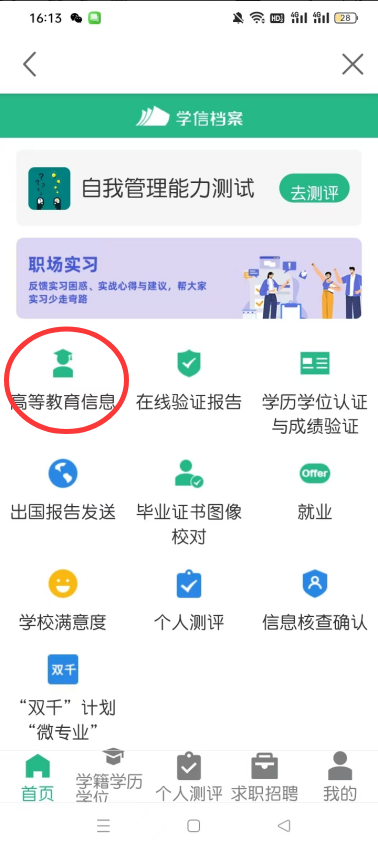 16:13
28
学信档案
自我管理能力测试
去测评
职场实习
反馈实习困惑、实战心得与建议，帮大家
实习少走弯路
高等教育信息
在线验证报告
学历学位认证
与成绩验证
Offer
出国报告发送
毕业证书图像
校对
就业
学校满意度
个人测评
信息核查确认
双千
“双千”计划
“微专业”
首页
学籍学历
学位
个人测评
求职招聘
我的